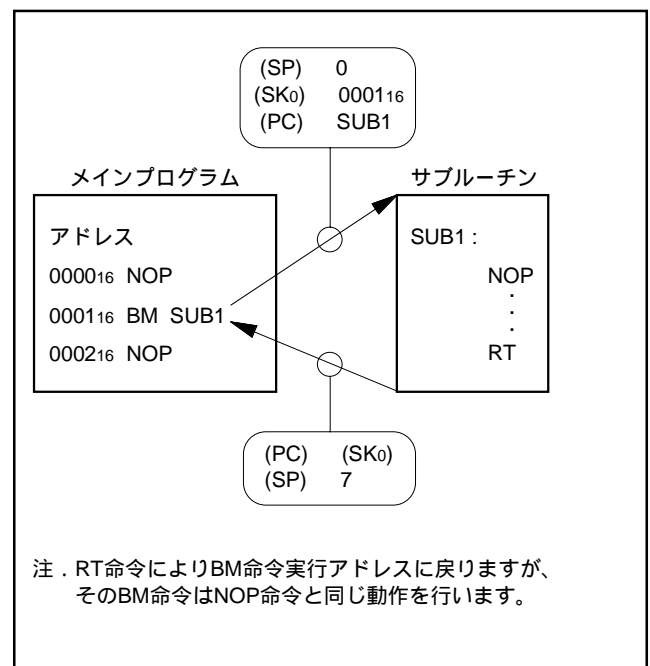 (SP) 0
(SK0) 000116
(PC) SUB1
メインプログラム
アドレス
000016 NOP
000116 BM SUB1
000216 NOP
サブルーチン
SUB1 :
NOP
・
・
・
RT
(PC) (SK0)
(SP) 7
注．RT命令によりBM命令実行アドレスに戻りますが、
そのBM命令はNOP命令と同じ動作を行います。